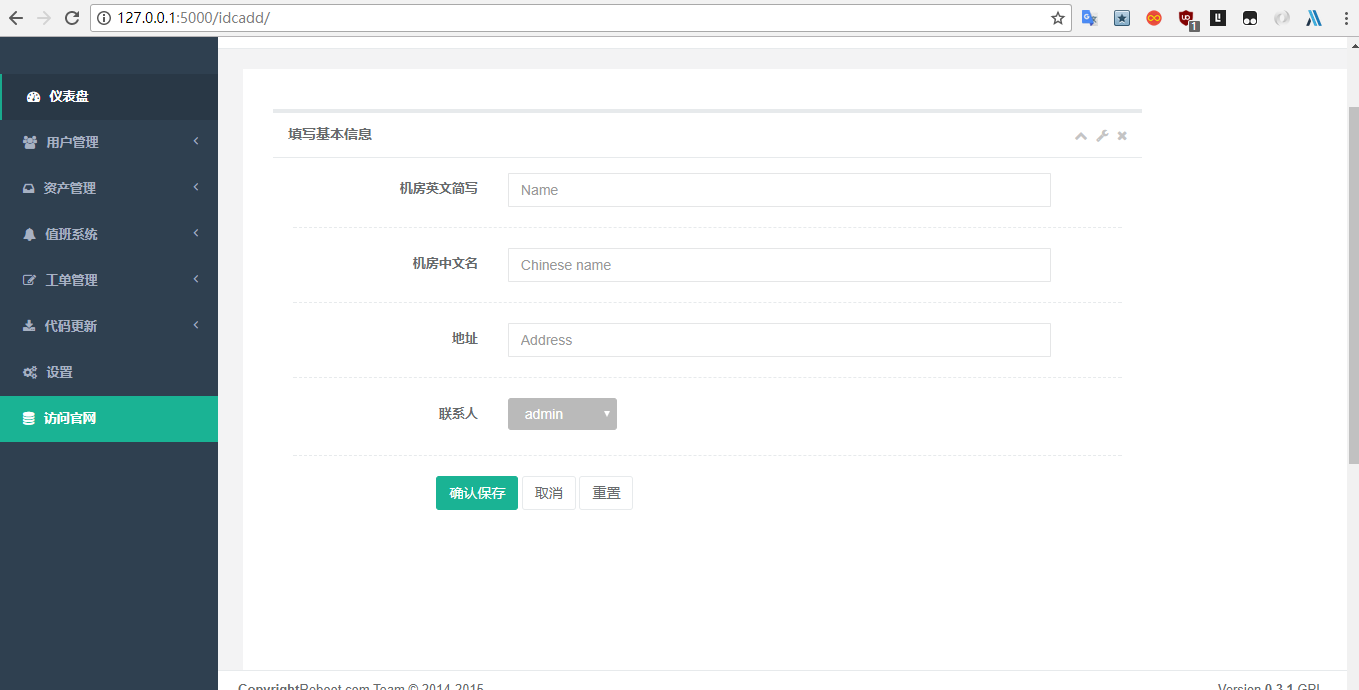 127.0.0.1:5000/idcadd/
1
仪表盘
用户管理
资产管理
值班系统
工单管理
代码更新
设置
访问官网
填写基本信息
机房英文简写
Name
机房中文名
Chinese name
地址
Address
联系人
admin
确认保存 取消 重置
CopyrightReboot.com Team © 2014-2015
Version 0.3.1 GPL